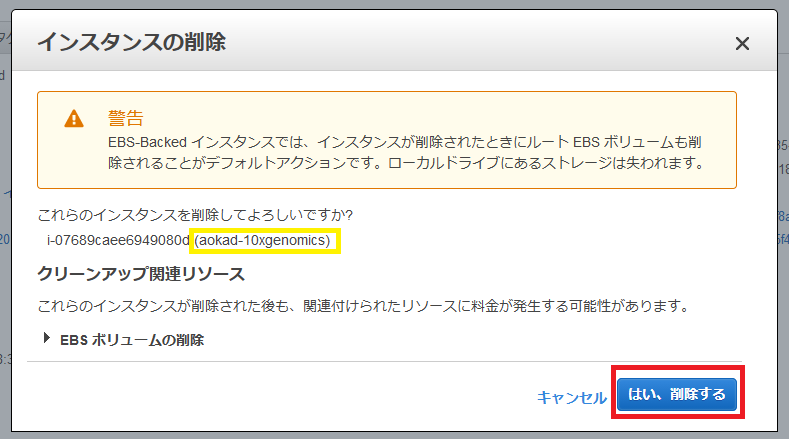 インスタンスの削除
警告
EBS-Backed インスタンスでは、インスタンスが削除されたときにルート EBS ボリュームも削
除されることがデフォルトアクションです。ローカルドライブにあるストレージは失われます。
これらのインスタンスを削除してよろしいですか?
i-07689caee6949080d (aokad-10xgenomics)
クリーンアップ関連リソース
これらのインスタンスが削除された後も、関連付けられたリソースに料金が発生する可能性があります。
EBS ボリュームの削除
キャンセル
はい、削除する